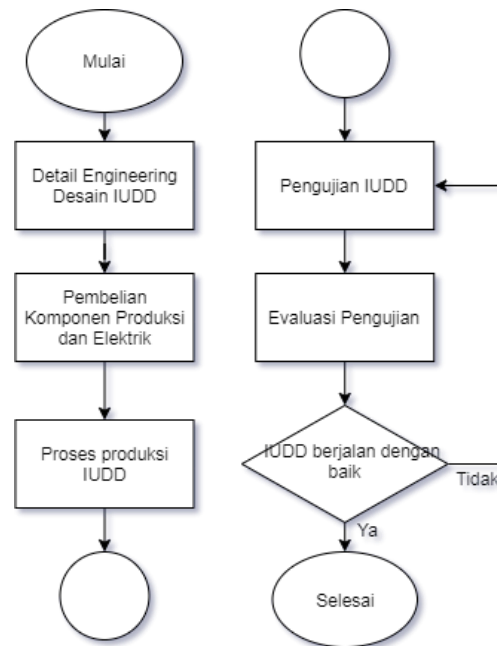 Mulai
Detail Engineering
Desain IUDD
Pembelian
Komponen Produksi
dan Elektrik
Proses produksi
IUDD
Pengujian IUDD
Evaluasi Pengujian
IUDD berjalan dengan
baik
Tidak
Ya
Selesai